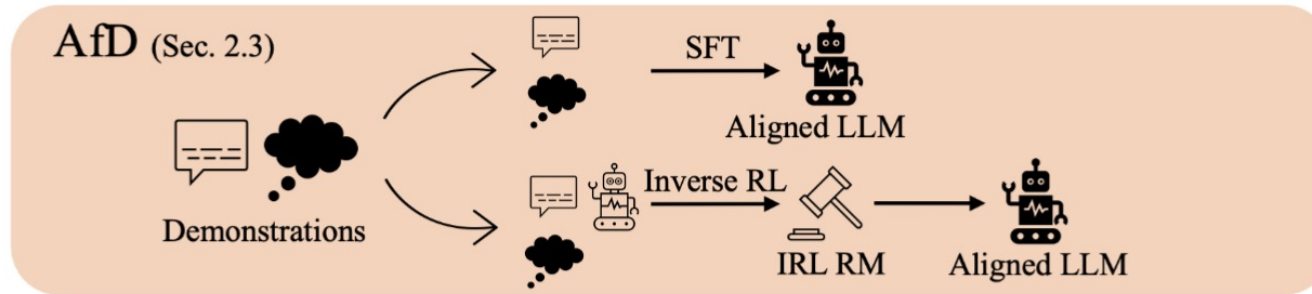 AfD (Sec. 2.3)
SFT
Aligned LLM
Demonstrations
Inverse RL
IRL RM
Aligned LLM